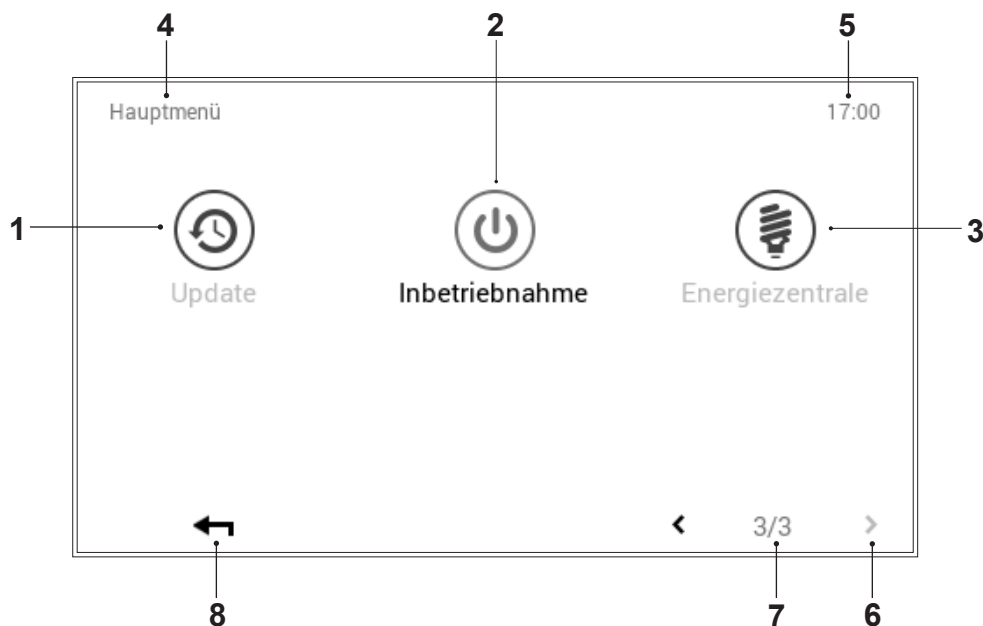 4 2 5
Hauptmenü 17:00
1 3
Update Inbetriebnahme Energiezentrale
3/3
8 7 6